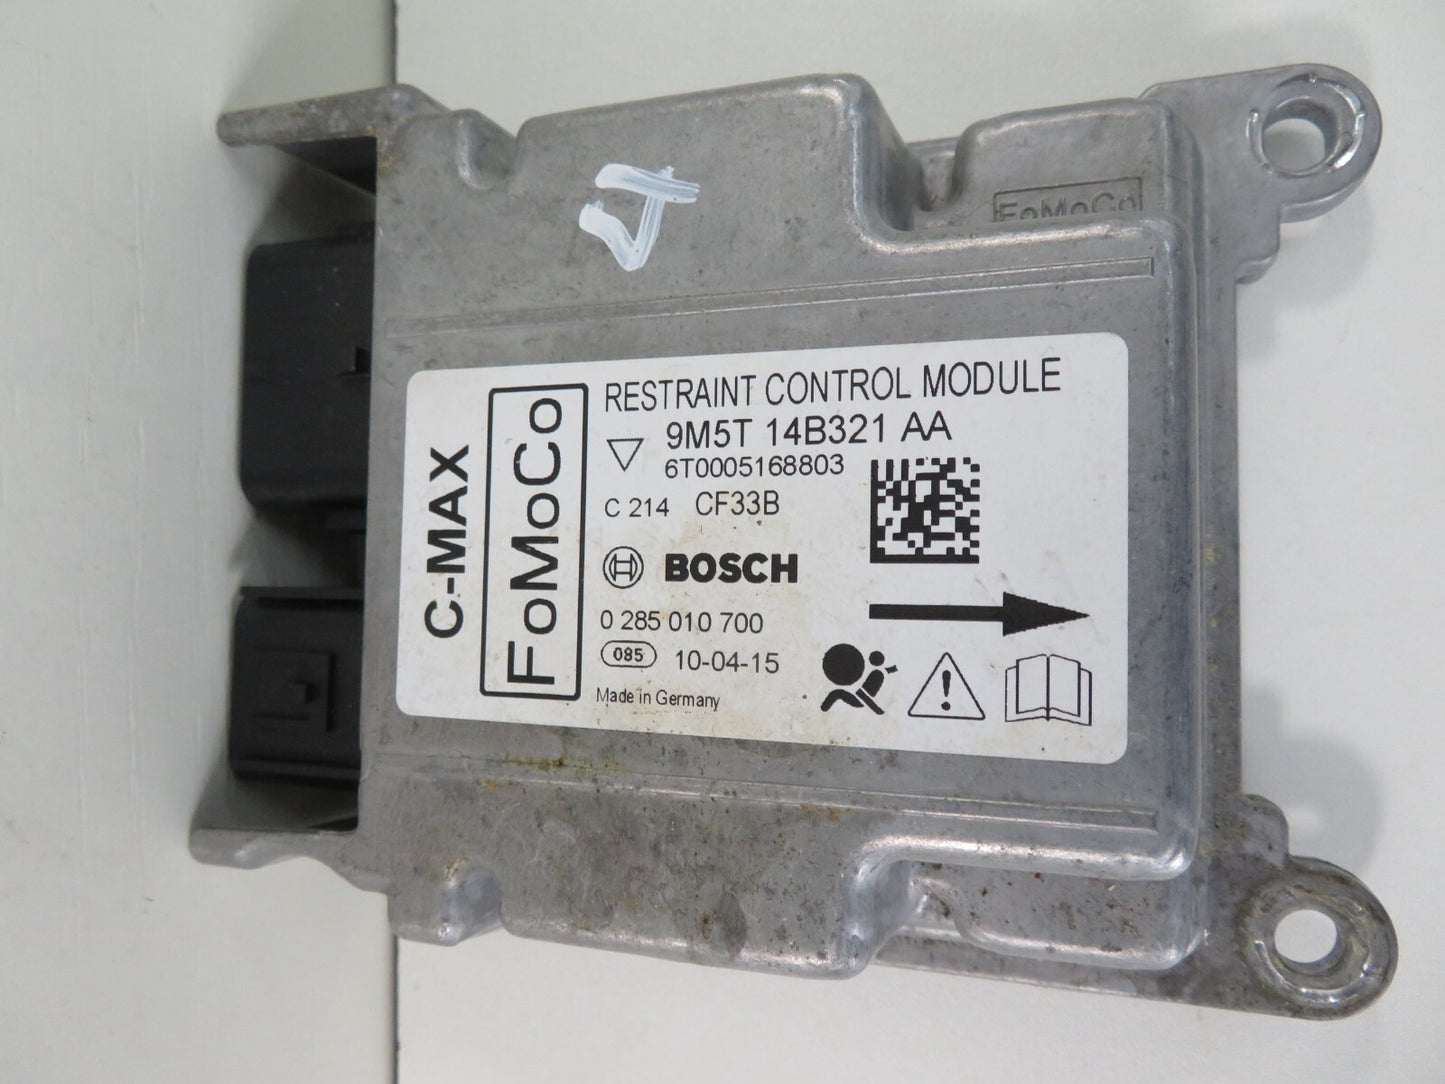 FoMoCo
C-MAX
FoMoCo
RESTRAINT CONTROL MODULE
9M5T 14B321 AA
6T0005168803
C 214 CF33B
BOSCH
0 285 010 700
085 10-04-15
Made in Germany